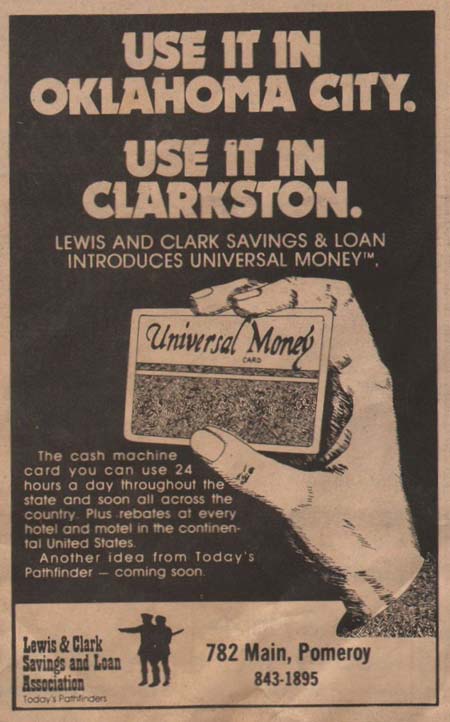 USE IT IN
OKLAHOMA CITY.
USE IT IN
CLARKSTON.
LEWIS AND CLARK SAVINGS & LOAN
INTRODUCES UNIVERSAL MONEY™.
Universal Money
CARD
The cash machine
card you can use 24
hours a day throughout the
state and soon all across the
country. Plus rebates at every
hotel and motel in the continen-
tal United States.
Another idea from Today's
Pathfinder — coming soon.
Lewis & Clark
Savings and Loan
Association
Today's Pathfinders
782 Main, Pomeroy
843-1895